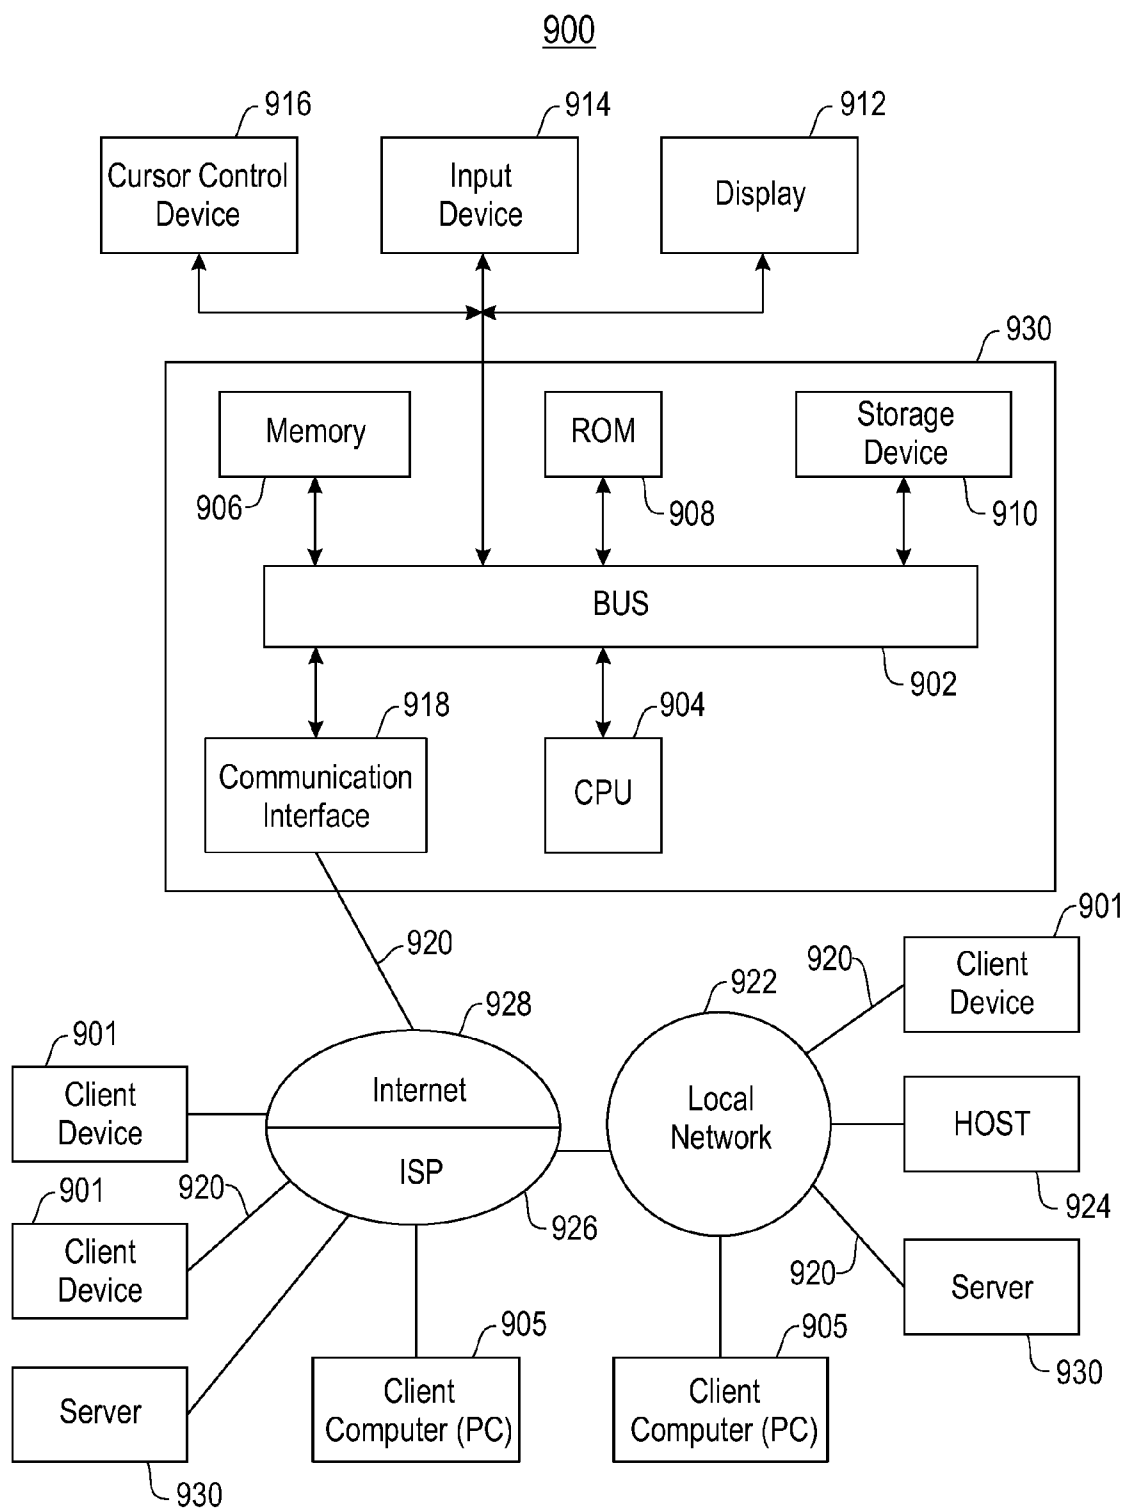 900
916
914
912
Cursor Control
Device
Input
Device
Display
930
Memory
ROM
Storage
Device
906
908
910
BUS
902
918
904
Communication
Interface
CPU
920
901
920
Client
Device
922
928
901
Client
Device
Internet
Local
Network
HOST
ISP
920
901
924
926
Client
Device
920
Server
905
905
930
Server
Client
Computer (PC)
Client
Computer (PC)
930